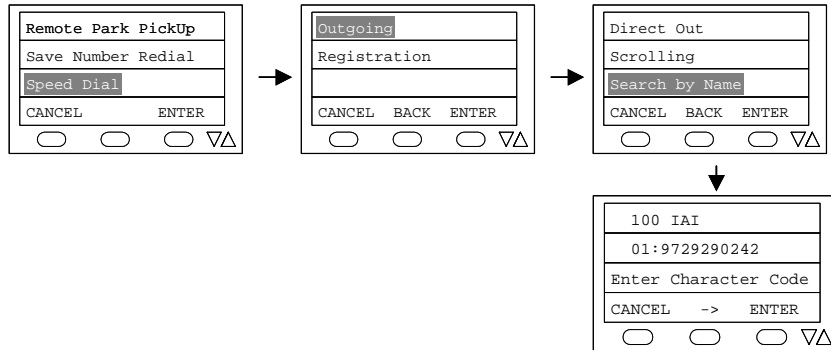 Remote Park PickUp
Save Number Redial
Speed Dial
CANCEL ENTER
Outgoing
Registration
CANCEL BACK ENTER
Direct Out
Scrolling
Search by Name
CANCEL BACK ENTER
100 IAI
01:9729290242
Enter Character Code
CANCEL -> ENTER